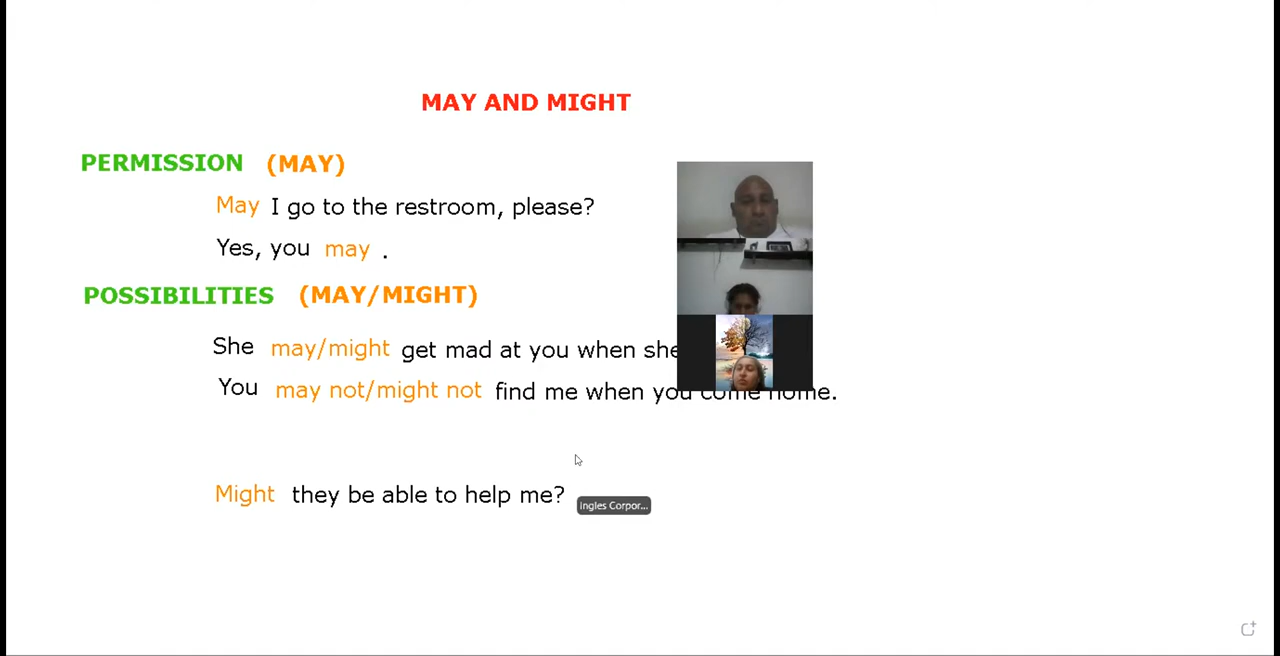 MAY AND MIGHT
PERMISSION (MAY)
May I go to the restroom, please?
Yes, you may .
POSSIBILITIES (MAY/MIGHT)
She may/might get mad at you when she
You may not/might not find me when you come home.
Might they be able to help me?
ingles Corpor...